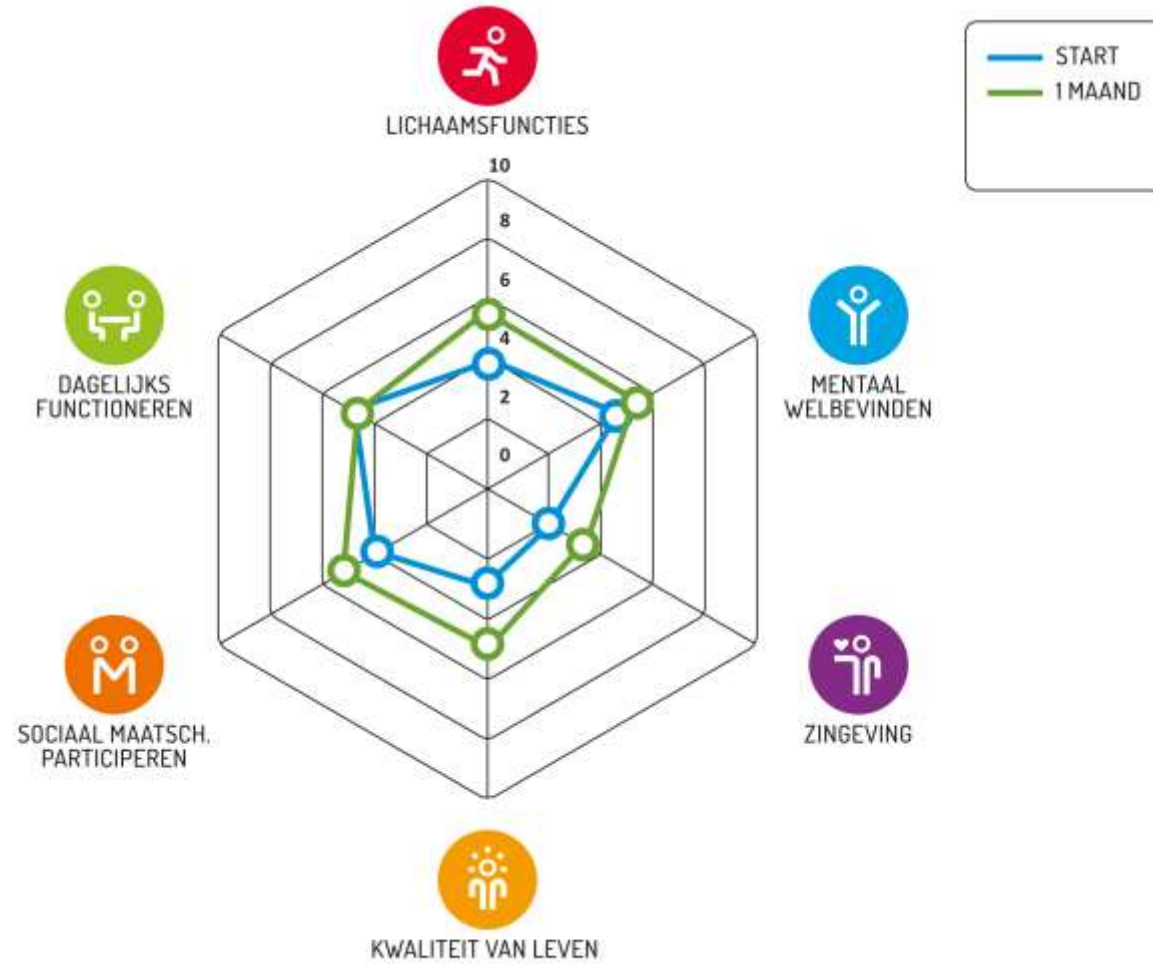 START
1 MAAND
LICHAAMSFUNCTIES
10
8
6
4
2
0
DAGELIJKS
FUNCTIONEREN
MENTAAL
WELBEVINDEN
SOCIAAL MAATSCH.
PARTICIPEREN
ZINGEVING
KWALITEIT VAN LEVEN